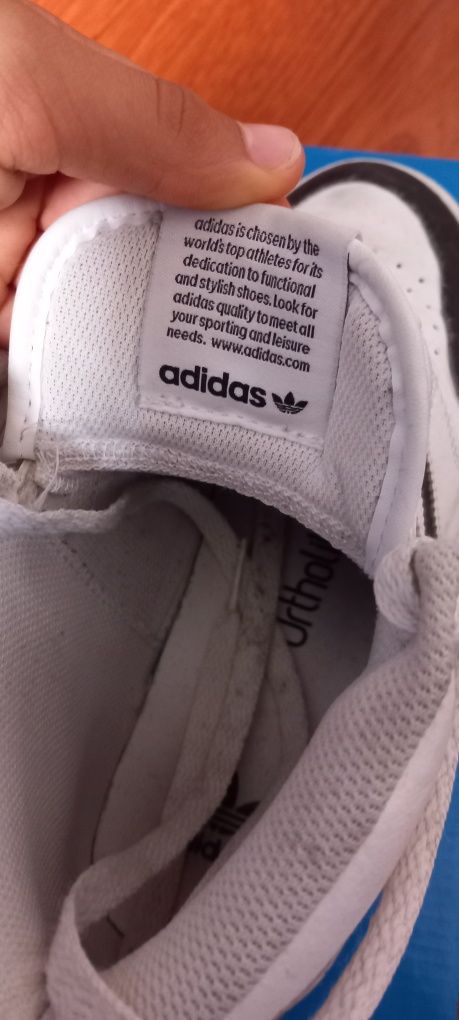 adidas is chosen by the
world's top athletes for its
dedication to functional
and stylish shoes. Look for
adidas quality to meet all
your sporting and leisure
needs. www.adidas.com
adidas